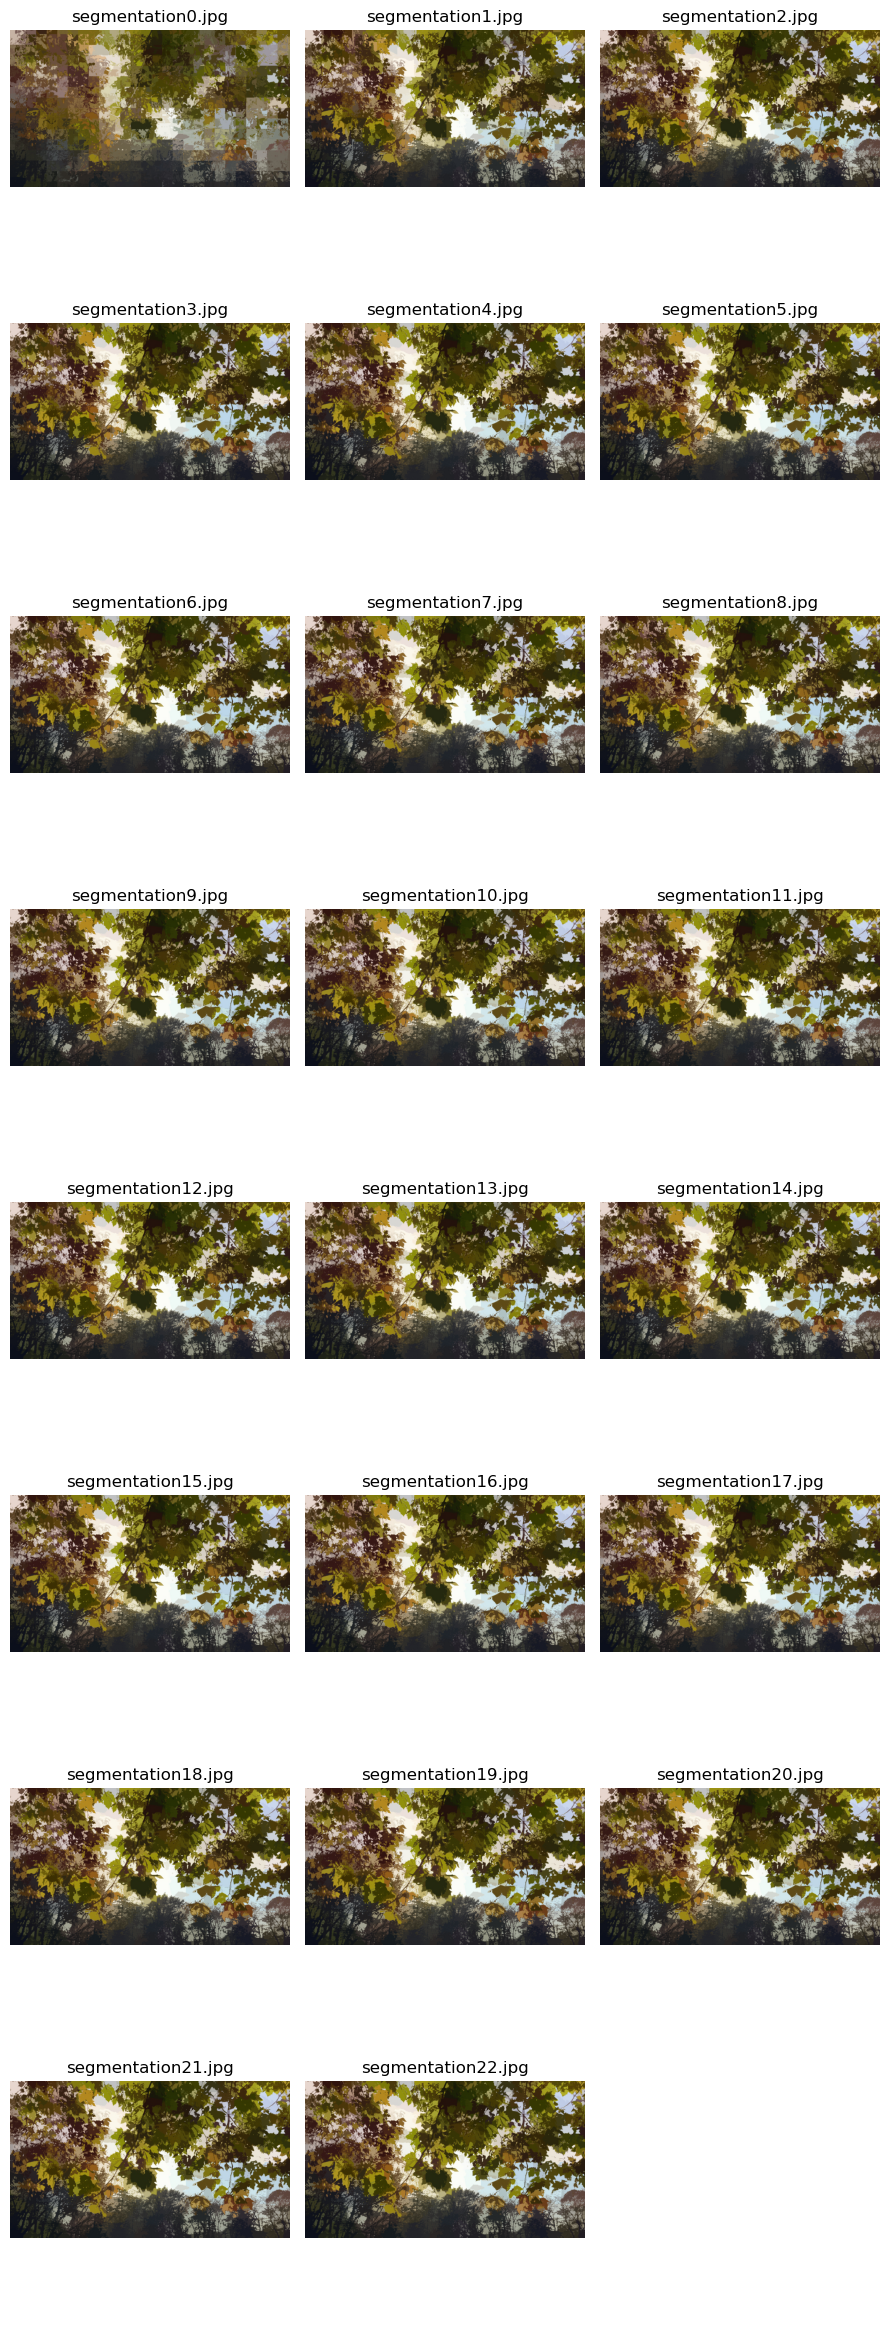 segmentation0.jpg
segmentation1.jpg
segmentation2.jpg
segmentation3.jpg
segmentation4.jpg
segmentation5.jpg
segmentation6.jpg
segmentation7.jpg
segmentation8.jpg
segmentation9.jpg
segmentation10.jpg
segmentation11.jpg
segmentation12.jpg
segmentation13.jpg
segmentation14.jpg
segmentation15.jpg
segmentation16.jpg
segmentation17.jpg
segmentation18.jpg
segmentation19.jpg
segmentation20.jpg
segmentation21.jpg
segmentation22.jpg